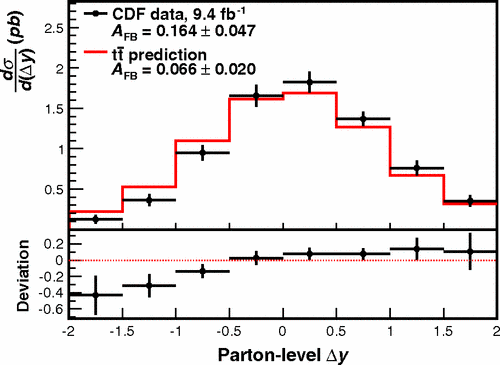 CDF data, 9.4 fb⁻¹
A_FB = 0.164 ± 0.047
tt̄ prediction
A_FB = 0.066 ± 0.020
dσ/d(Δy) (pb)
2.5
2
1.5
1
0.5
Deviation
0.2
0
-0.2
-0.4
-0.6
-2 -1.5 -1 -0.5 0 0.5 1 1.5 2
Parton-level Δy